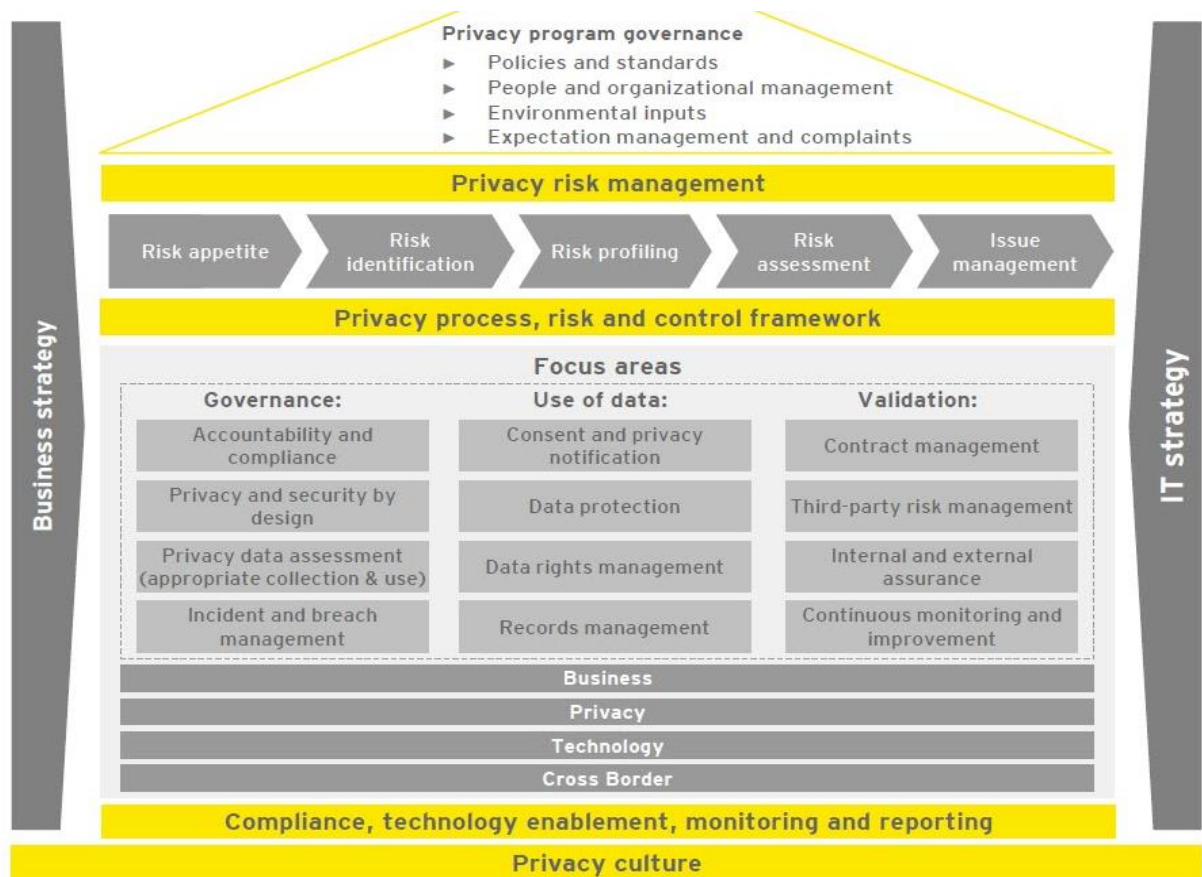 Privacy program governance
► Policies and standards
► People and organizational management
► Environmental inputs
► Expectation management and complaints
Privacy risk management
Risk appetite
Risk
identification
Risk profiling
Risk
assessment
Issue
management
Privacy process, risk and control framework
Business strategy
IT strategy
Focus areas
Governance:
Accountability and
compliance
Privacy and security by
design
Privacy data assessment
(appropriate collection & use)
Incident and breach
management
Use of data:
Consent and privacy
notification
Data protection
Data rights management
Records management
Validation:
Contract management
Third-party risk management
Internal and external
assurance
Continuous monitoring and
improvement
Business
Privacy
Technology
Cross Border
Compliance, technology enablement, monitoring and reporting
Privacy culture